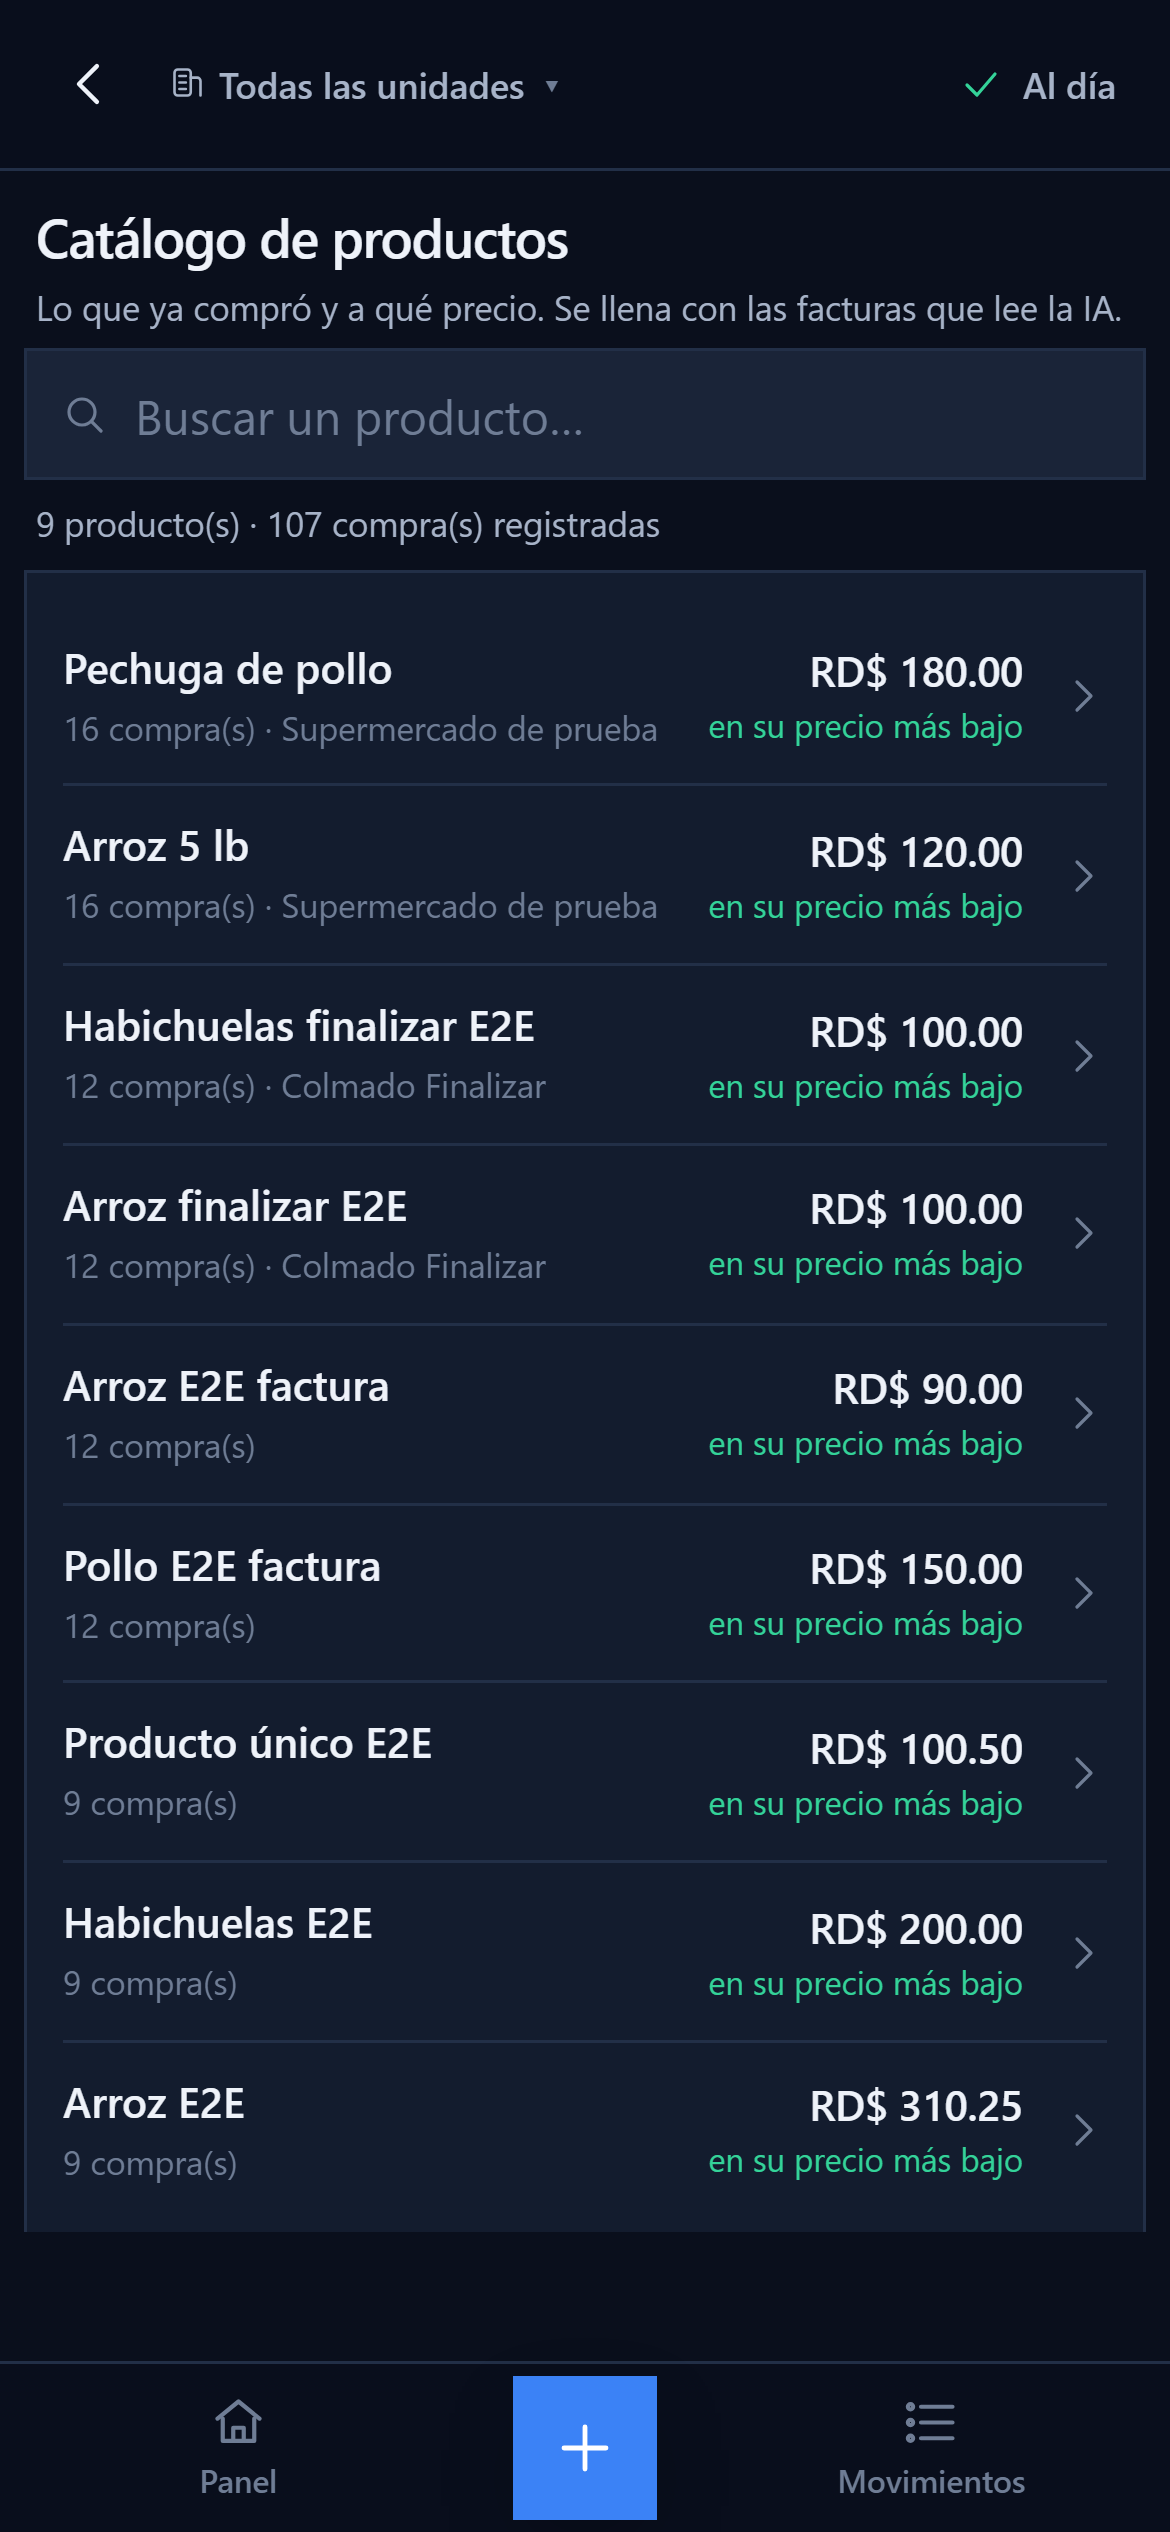 Todas las unidades ▼
Al día
Catálogo de productos
Lo que ya compró y a qué precio. Se llena con las facturas que lee la IA.
Buscar un producto...
9 producto(s) · 107 compra(s) registradas
Pechuga de pollo
RD$ 180.00
16 compra(s) · Supermercado de prueba
en su precio más bajo
Arroz 5 lb
RD$ 120.00
16 compra(s) · Supermercado de prueba
en su precio más bajo
Habichuelas finalizar E2E
RD$ 100.00
12 compra(s) · Colmado Finalizar
en su precio más bajo
Arroz finalizar E2E
RD$ 100.00
12 compra(s) · Colmado Finalizar
en su precio más bajo
Arroz E2E factura
RD$ 90.00
12 compra(s)
en su precio más bajo
Pollo E2E factura
RD$ 150.00
12 compra(s)
en su precio más bajo
Producto único E2E
RD$ 100.50
9 compra(s)
en su precio más bajo
Habichuelas E2E
RD$ 200.00
9 compra(s)
en su precio más bajo
Arroz E2E
RD$ 310.25
9 compra(s)
en su precio más bajo
Panel
Movimientos